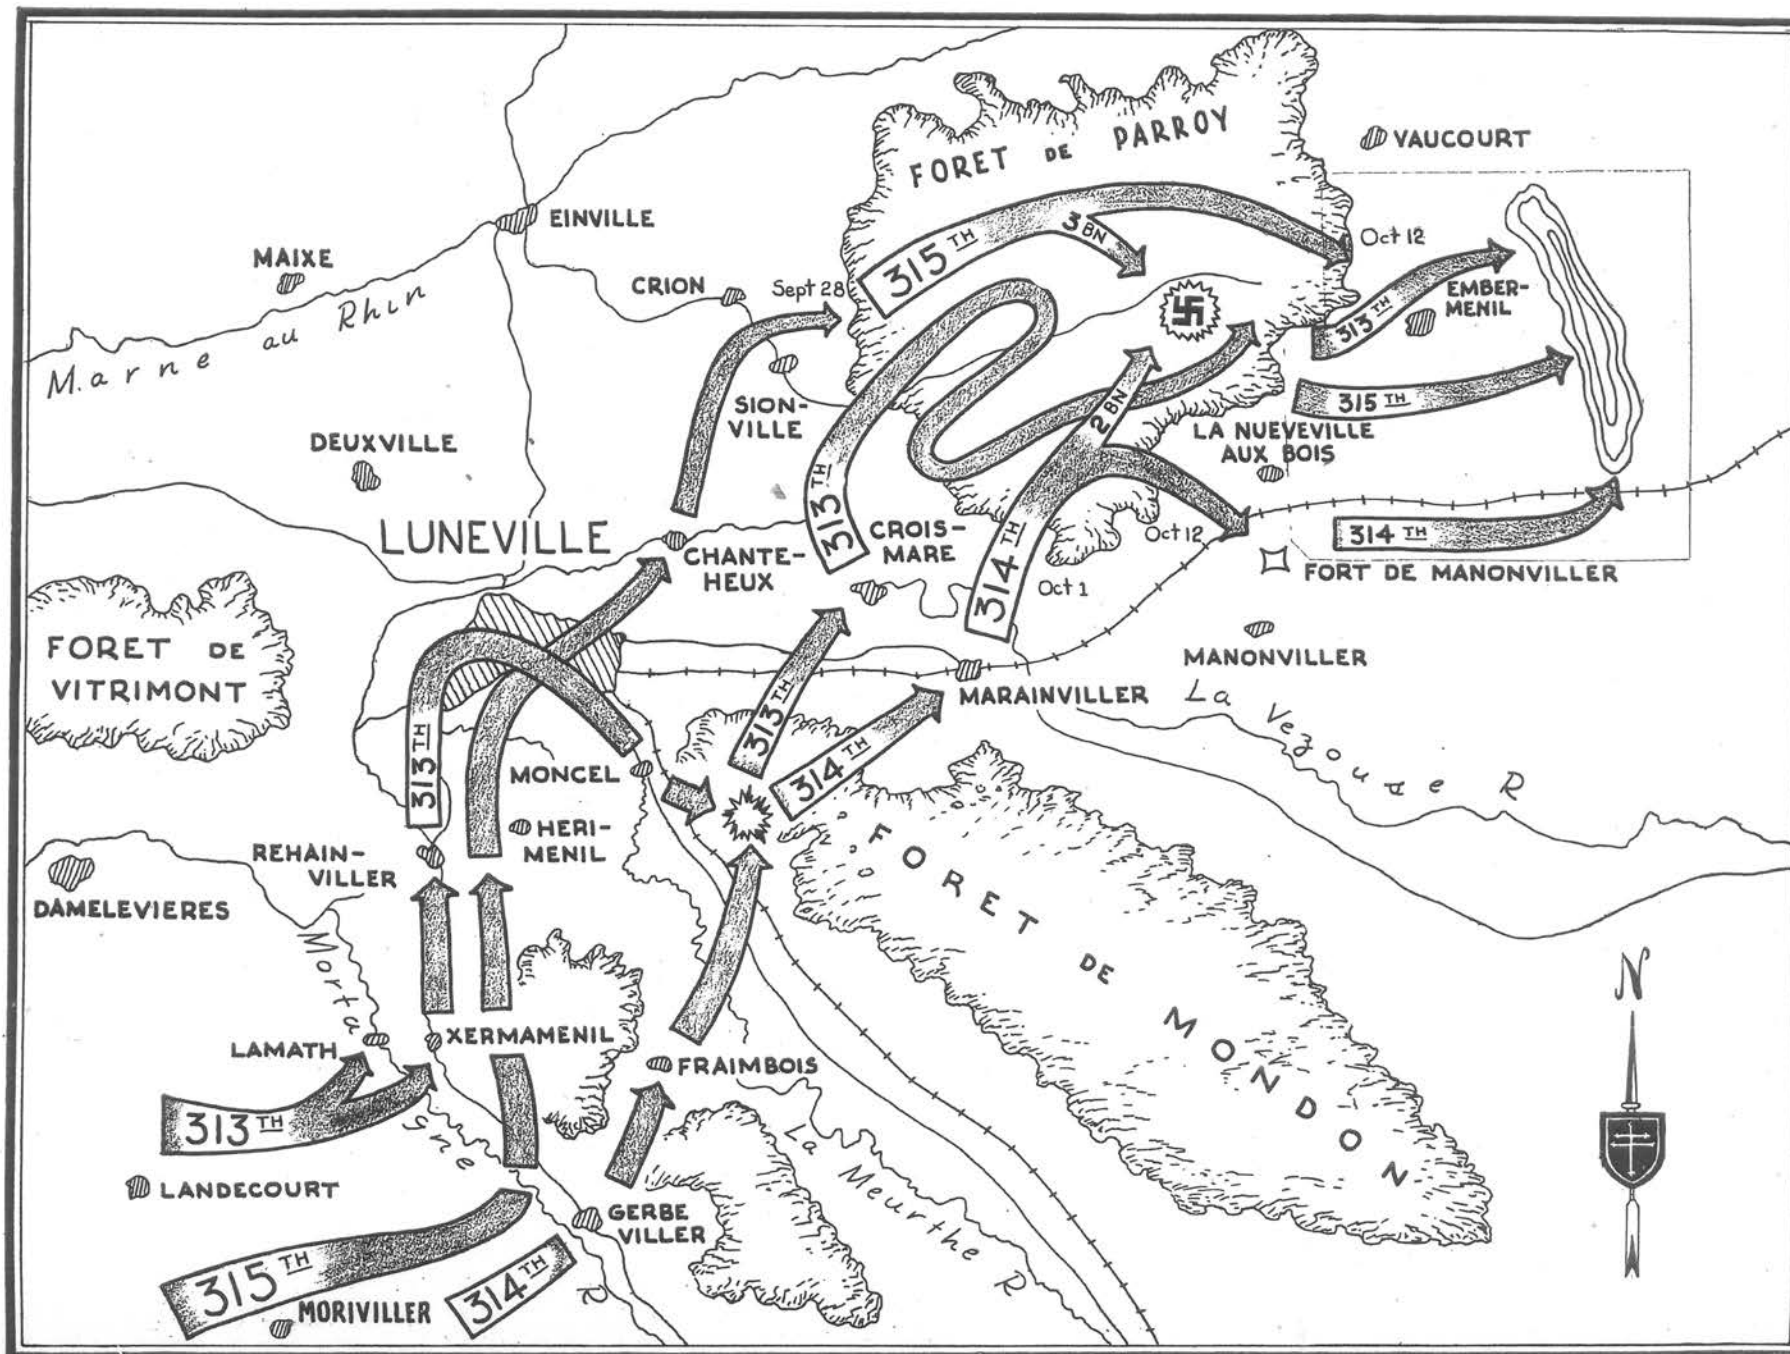 FORET DE PARROY
VAUCOURT
EINVILLE
MAIXE
Marne au Rhin
CRION
Sept 28
315TH
3 BN
Oct 12
EMBER-
MENIL
313TH
SION-
VILLE
DEUXVILLE
2 BN
315TH
LA NUEVEVILLE
AUX BOIS
LUNEVILLE
CHANTE-
HEUX
313TH
CROIS-
MARE
314TH
Oct 1
Oct 12
314TH
FORT DE MANONVILLER
FORET DE
VITRIMONT
MANONVILLER
MARAINVILLER
La Vezouse R
313TH
313TH
314TH
MONCEL
HERI-
MENIL
REHAIN-
VILLER
DAMELEVIERES
FORET DE MONDON
N
Mortagne R
LAMATH
XERMAMENIL
FRAIMBOIS
313TH
LANDECOURT
La Meurthe R
GERBE
VILLER
315TH
314TH
MORIVILLER